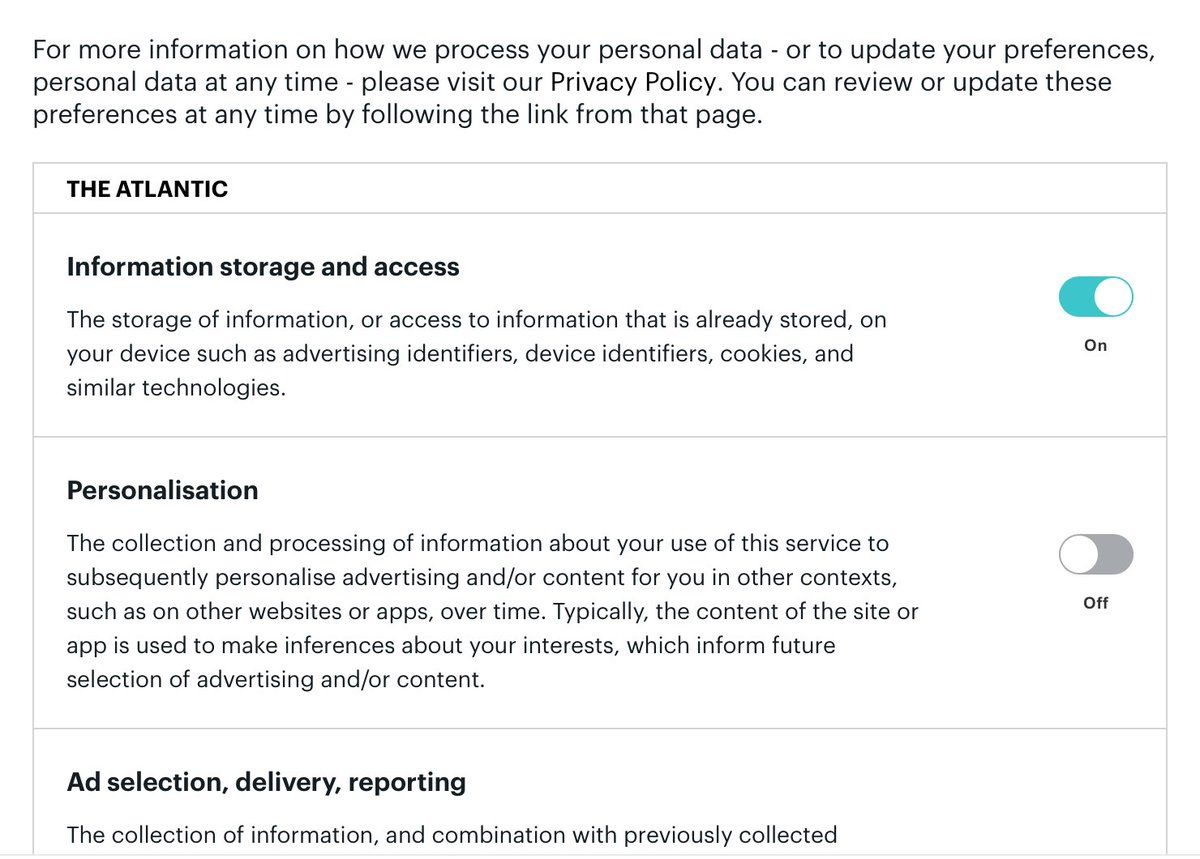 For more information on how we process your personal data - or to update your preferences,
personal data at any time - please visit our Privacy Policy. You can review or update these
preferences at any time by following the link from that page.
THE ATLANTIC
Information storage and access
The storage of information, or access to information that is already stored, on
your device such as advertising identifiers, device identifiers, cookies, and
similar technologies.
On
Personalisation
The collection and processing of information about your use of this service to
subsequently personalise advertising and/or content for you in other contexts,
such as on other websites or apps, over time. Typically, the content of the site or
app is used to make inferences about your interests, which inform future
selection of advertising and/or content.
Off
Ad selection, delivery, reporting
The collection of information, and combination with previously collected